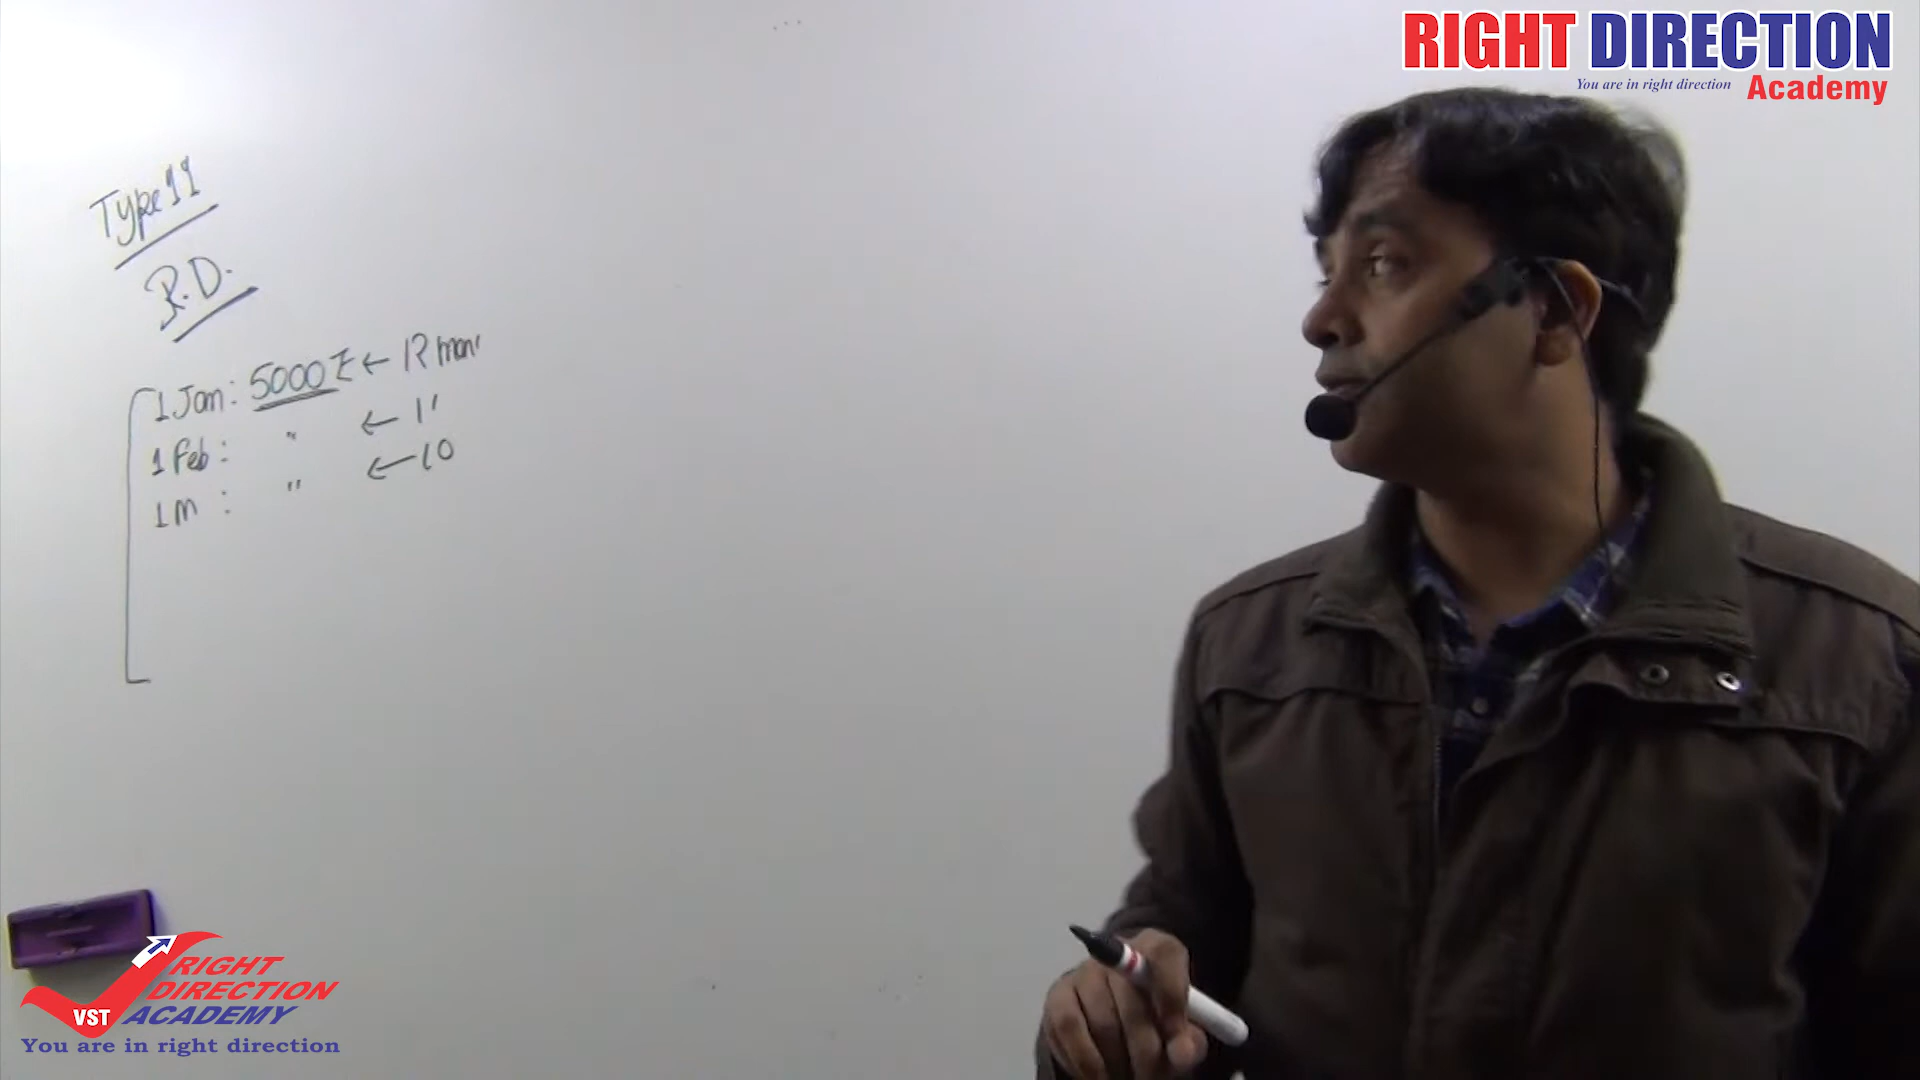 RIGHT DIRECTION
You are in right direction Academy
Type 11
R.D.
1 Jan: 5000 ₹ ← 12 mon
1 Feb: " ← 11
1 M : " ← 10
RIGHT
DIRECTION
VST ACADEMY
You are in right direction